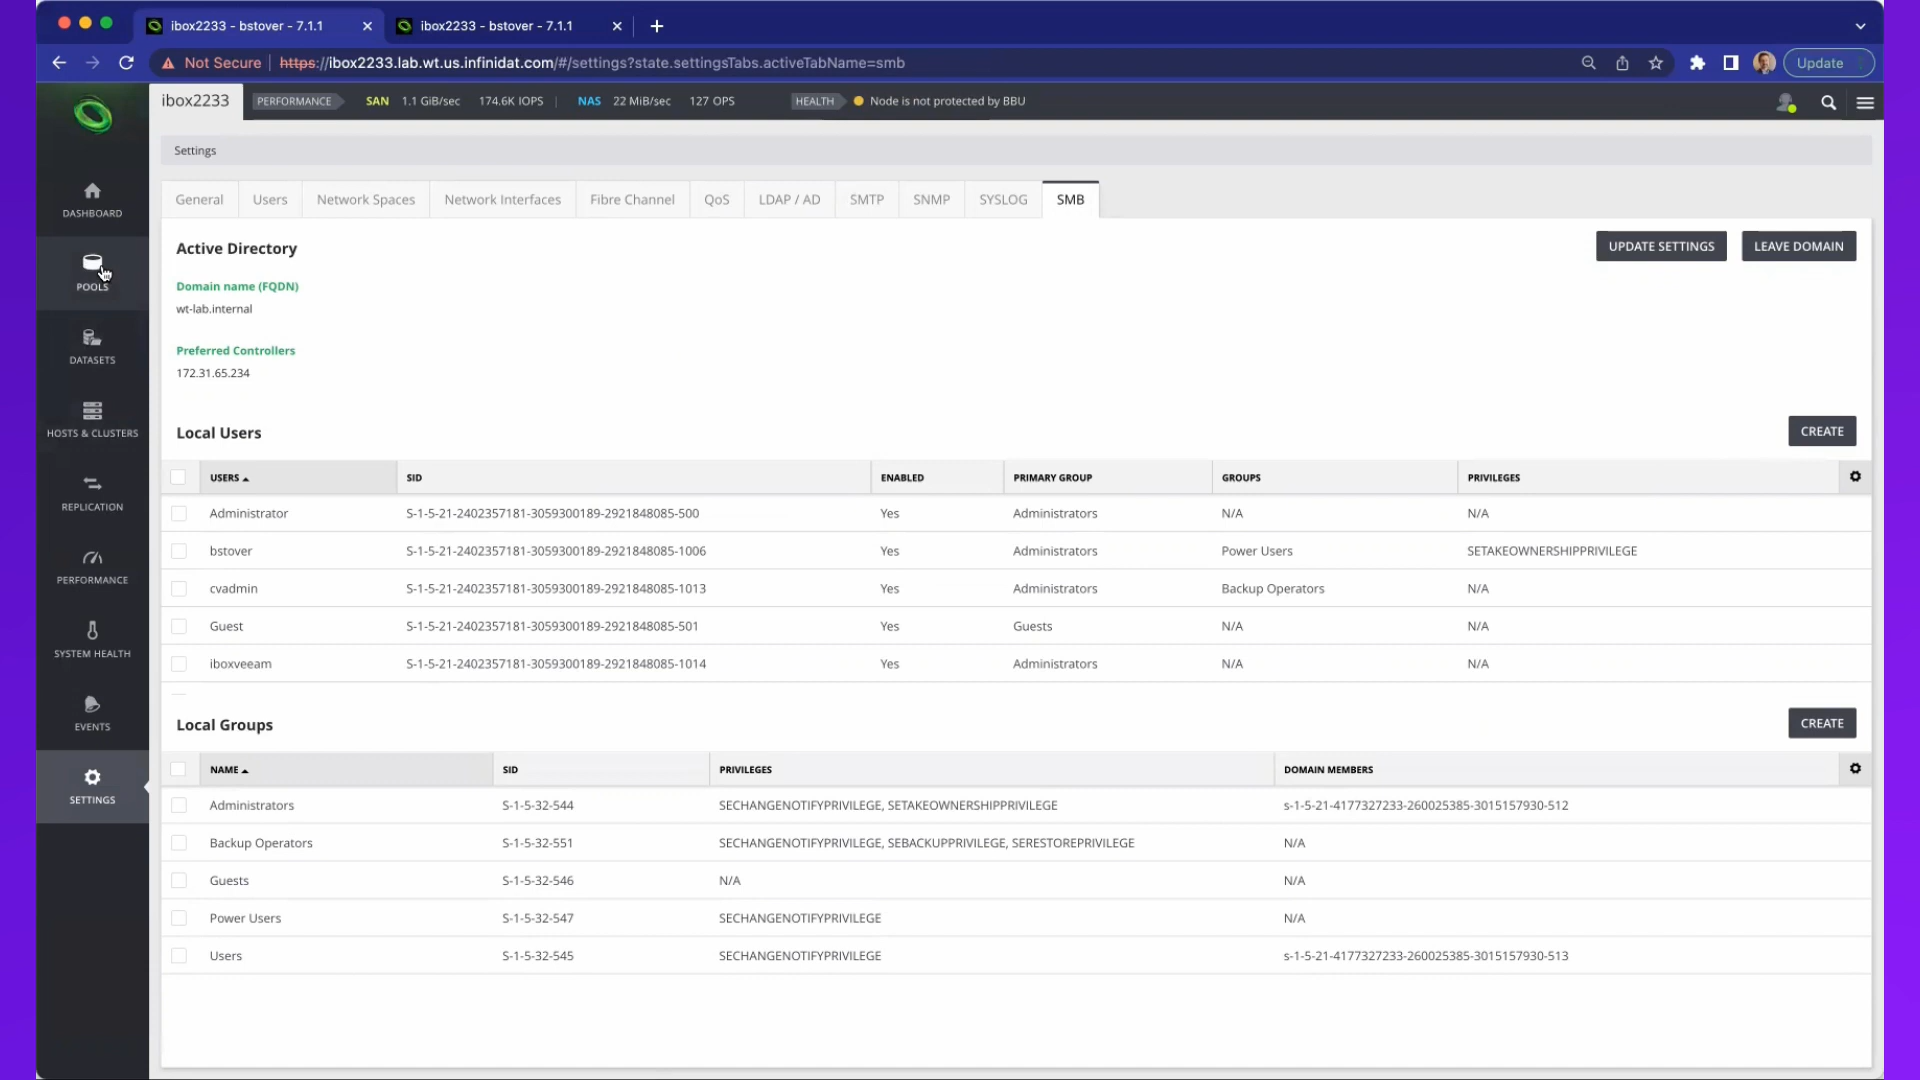 ibox2233 - bstover - 7.1.1
ibox2233 - bstover - 7.1.1
Not Secure
https://ibox2233.lab.wt.us.infinidat.com/#/settings?state.settingsTabs.activeTabName=smb
Update
ibox2233
PERFORMANCE SAN 1.1 GiB/sec 174.6K IOPS NAS 22 MiB/sec 127 OPS HEALTH Node is not protected by BBU
DASHBOARD
POOLS
DATASETS
HOSTS & CLUSTERS
REPLICATION
PERFORMANCE
SYSTEM HEALTH
EVENTS
SETTINGS
Settings
General Users Network Spaces Network Interfaces Fibre Channel QoS LDAP / AD SMTP SNMP SYSLOG SMB
Active Directory
UPDATE SETTINGS LEAVE DOMAIN
Domain name (FQDN)
wt-lab.internal
Preferred Controllers
172.31.65.234
Local Users
CREATE
USERS SID ENABLED PRIMARY GROUP GROUPS PRIVILEGES
Administrator S-1-5-21-2402357181-3059300189-2921848085-500 Yes Administrators N/A N/A
bstover S-1-5-21-2402357181-3059300189-2921848085-1006 Yes Administrators Power Users SETAKEOWNERSHIPPRIVILEGE
cvadmin S-1-5-21-2402357181-3059300189-2921848085-1013 Yes Administrators Backup Operators N/A
Guest S-1-5-21-2402357181-3059300189-2921848085-501 Yes Guests N/A N/A
iboxveeam S-1-5-21-2402357181-3059300189-2921848085-1014 Yes Administrators N/A N/A
Local Groups
CREATE
NAME SID PRIVILEGES DOMAIN MEMBERS
Administrators S-1-5-32-544 SECHANGENOTIFYPRIVILEGE, SETAKEOWNERSHIPPRIVILEGE s-1-5-21-4177327233-260025385-3015157930-512
Backup Operators S-1-5-32-551 SECHANGENOTIFYPRIVILEGE, SEBACKUPPRIVILEGE, SERESTOREPRIVILEGE N/A
Guests S-1-5-32-546 N/A N/A
Power Users S-1-5-32-547 SECHANGENOTIFYPRIVILEGE N/A
Users S-1-5-32-545 SECHANGENOTIFYPRIVILEGE s-1-5-21-4177327233-260025385-3015157930-513